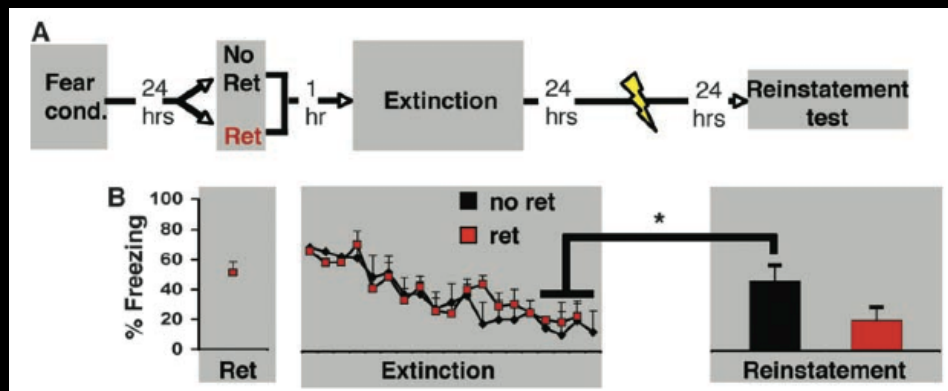 A
Fear
cond.
24
hrs
No
Ret
Ret
1
hr
Extinction
24
hrs
24
hrs
Reinstatement
test
B
% Freezing
100
80
60
40
20
0
Ret
no ret
ret
Extinction
*
Reinstatement